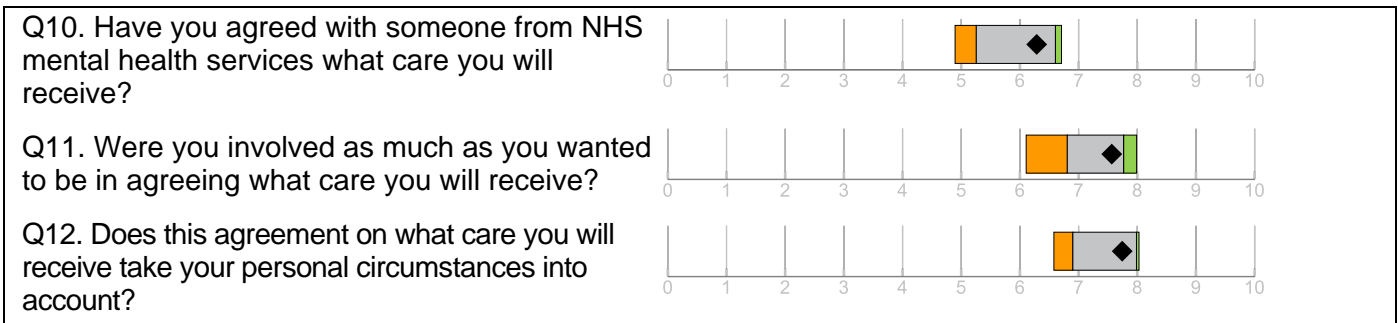 Q10. Have you agreed with someone from NHS
mental health services what care you will
receive?
0 1 2 3 4 5 6 7 8 9 10
Q11. Were you involved as much as you wanted
to be in agreeing what care you will receive?
0 1 2 3 4 5 6 7 8 9 10
Q12. Does this agreement on what care you will
receive take your personal circumstances into
account?
0 1 2 3 4 5 6 7 8 9 10